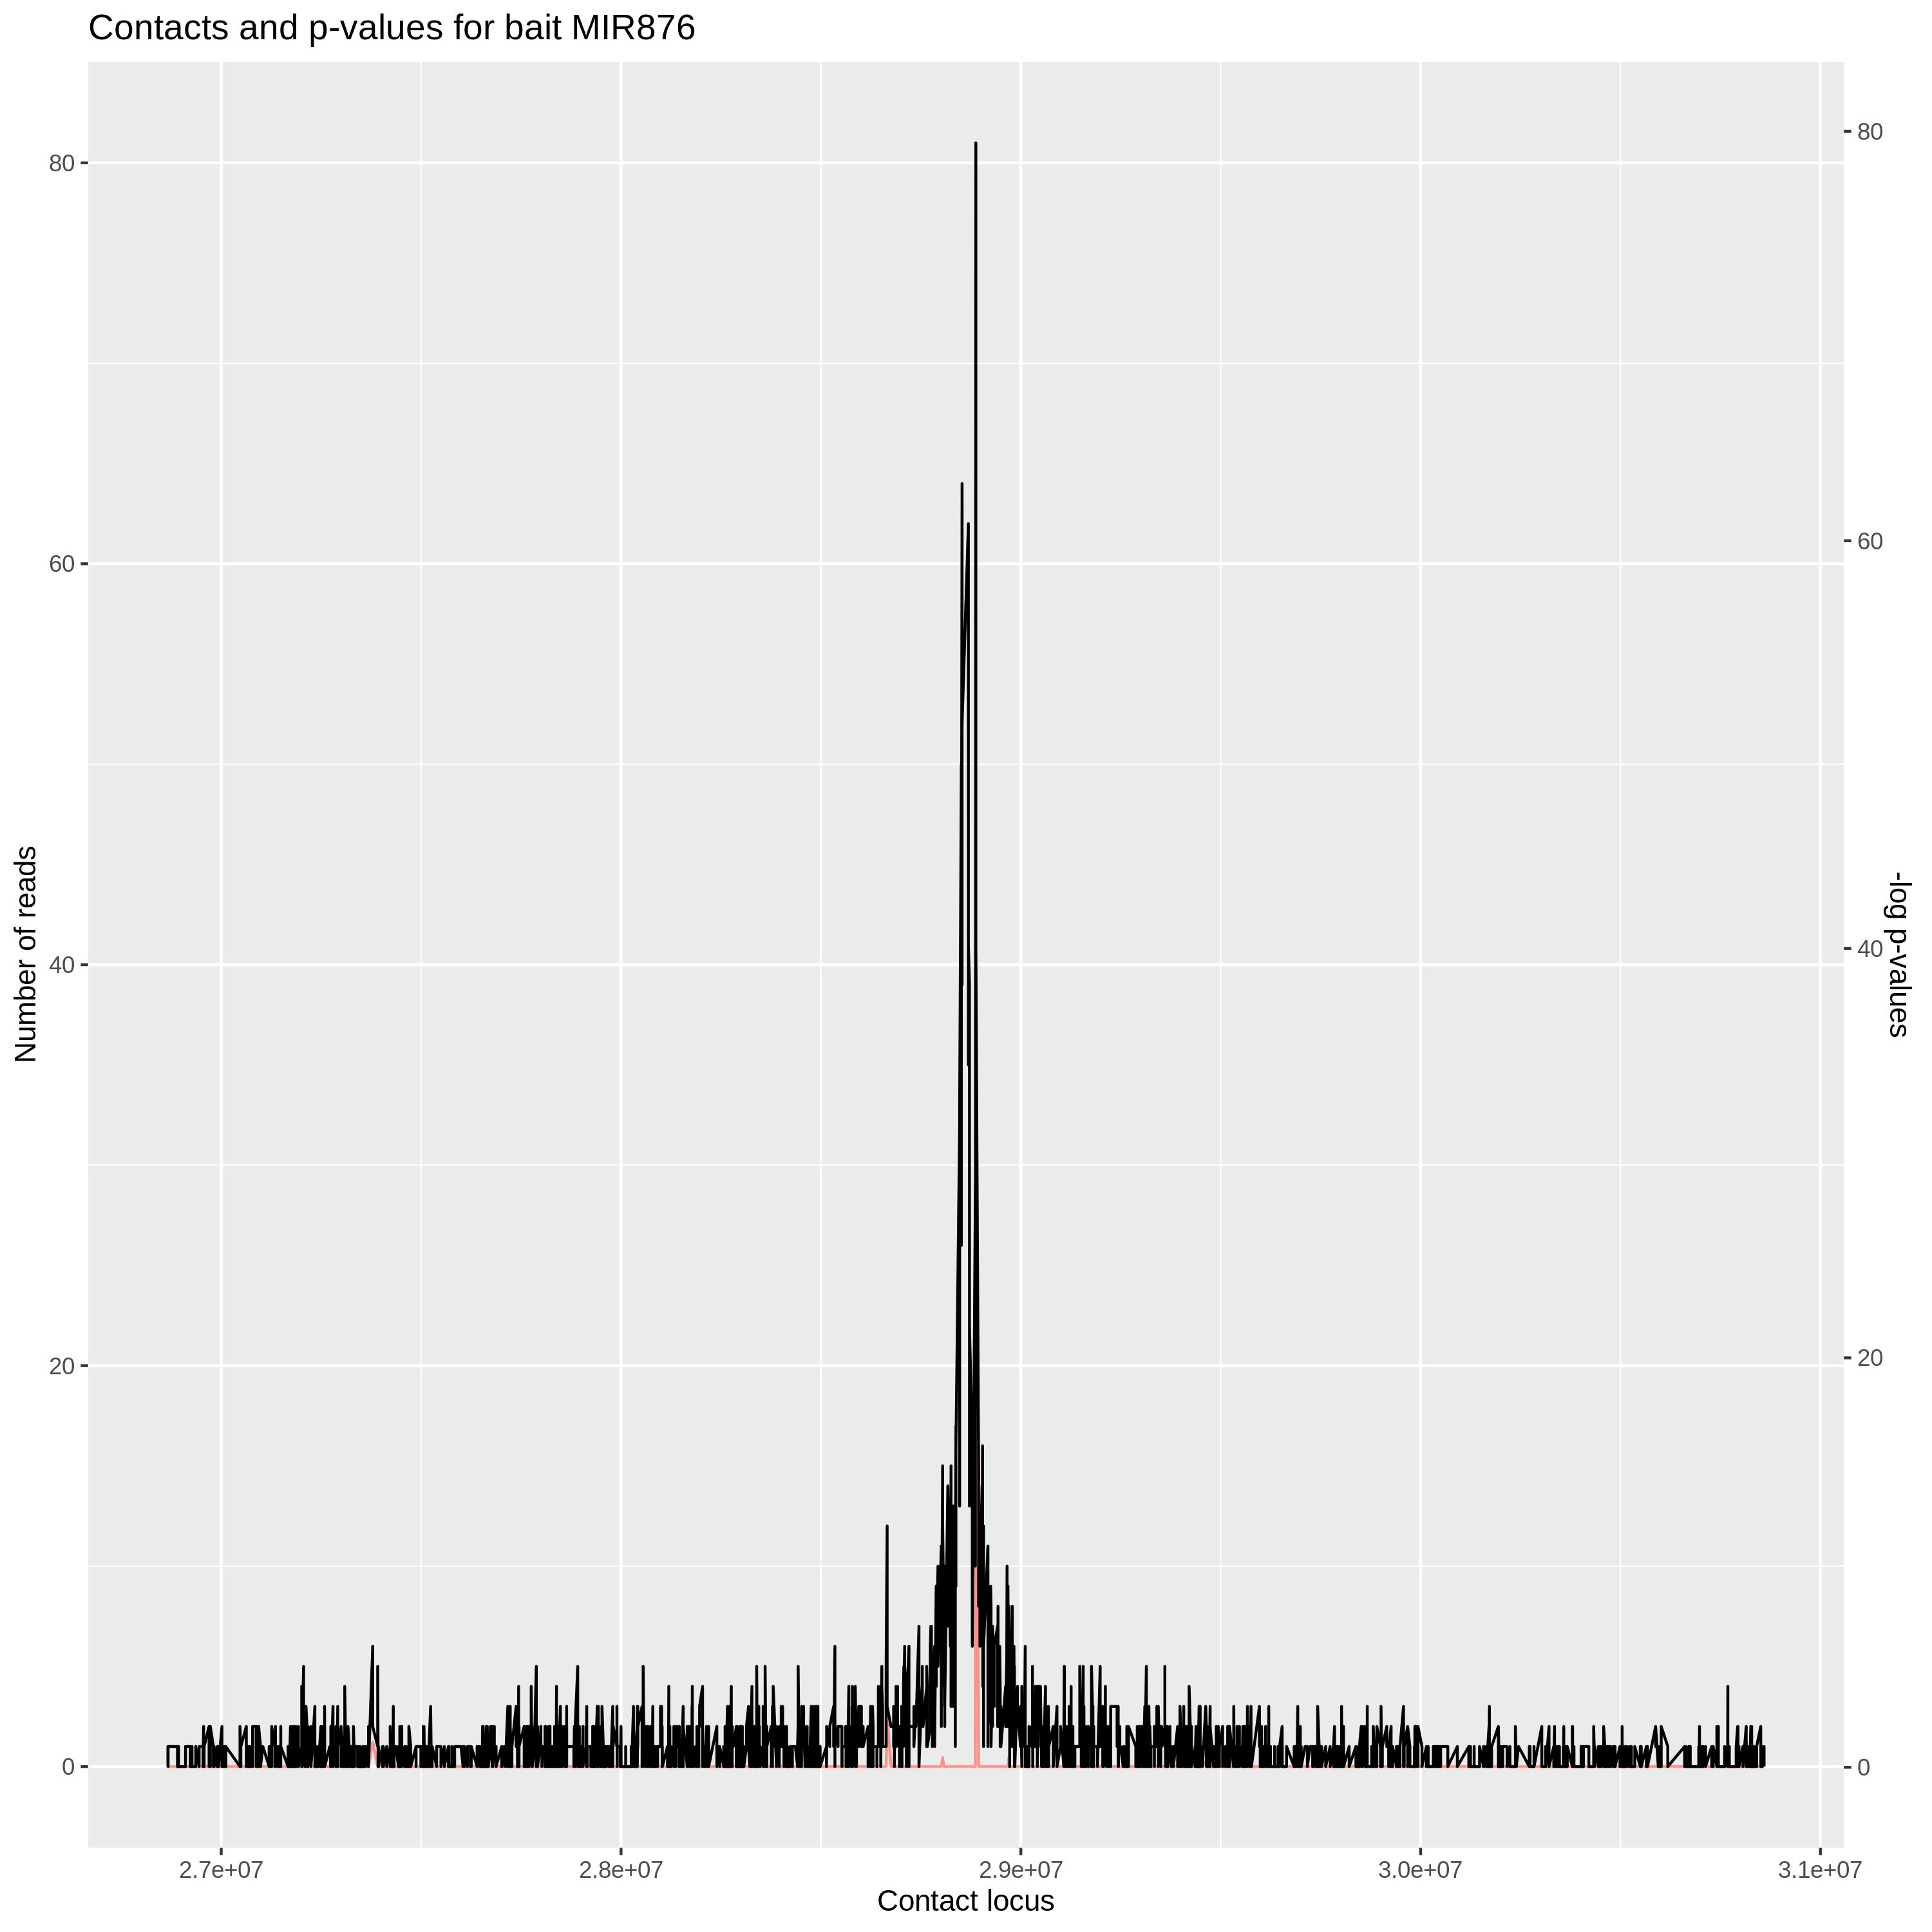 Contacts and p-values for bait MIR876
80
60
40
20
0
Number of reads
80
60
40
20
0
-log p-values
2.7e+07
2.8e+07
2.9e+07
3.0e+07
3.1e+07
Contact locus